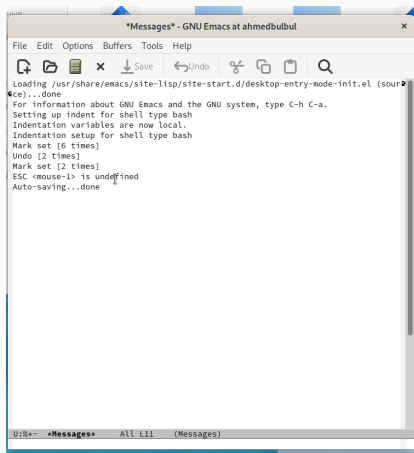 *Messages* - GNU Emacs at ahmedbulbul
File Edit Options Buffers Tools Help
Save Undo
Loading /usr/share/emacs/site-lisp/site-start.d/desktop-entry-mode-init.el (sour
ce)...done
For information about GNU Emacs and the GNU system, type C-h C-a.
Setting up indent for shell type bash
Indentation variables are now local.
Indentation setup for shell type bash
Mark set [6 times]
Undo [2 times]
Mark set [2 times]
ESC <mouse-1> is undefined
Auto-saving...done
U:%*- *Messages* All L11 (Messages)